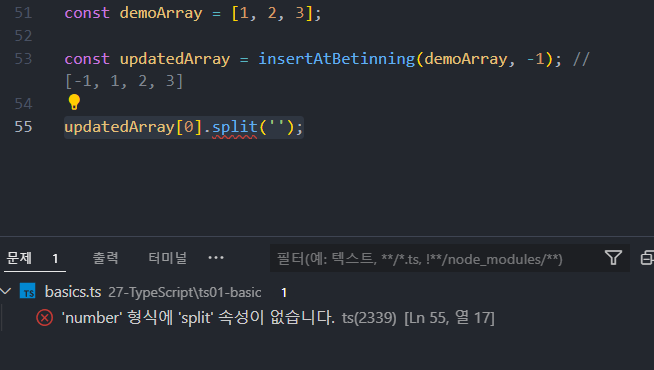 51 const demoArray = [1, 2, 3];
52
53 const updatedArray = insertAtBetinning(demoArray, -1); //
[-1, 1, 2, 3]
54
55 updatedArray[0].split('');
문제 1 출력 터미널 ··· 필터(예: 텍스트, **/*.ts, !**/node_modules/**)
TS basics.ts 27-TypeScript\ts01-basic 1
'number' 형식에 'split' 속성이 없습니다. ts(2339) [Ln 55, 열 17]